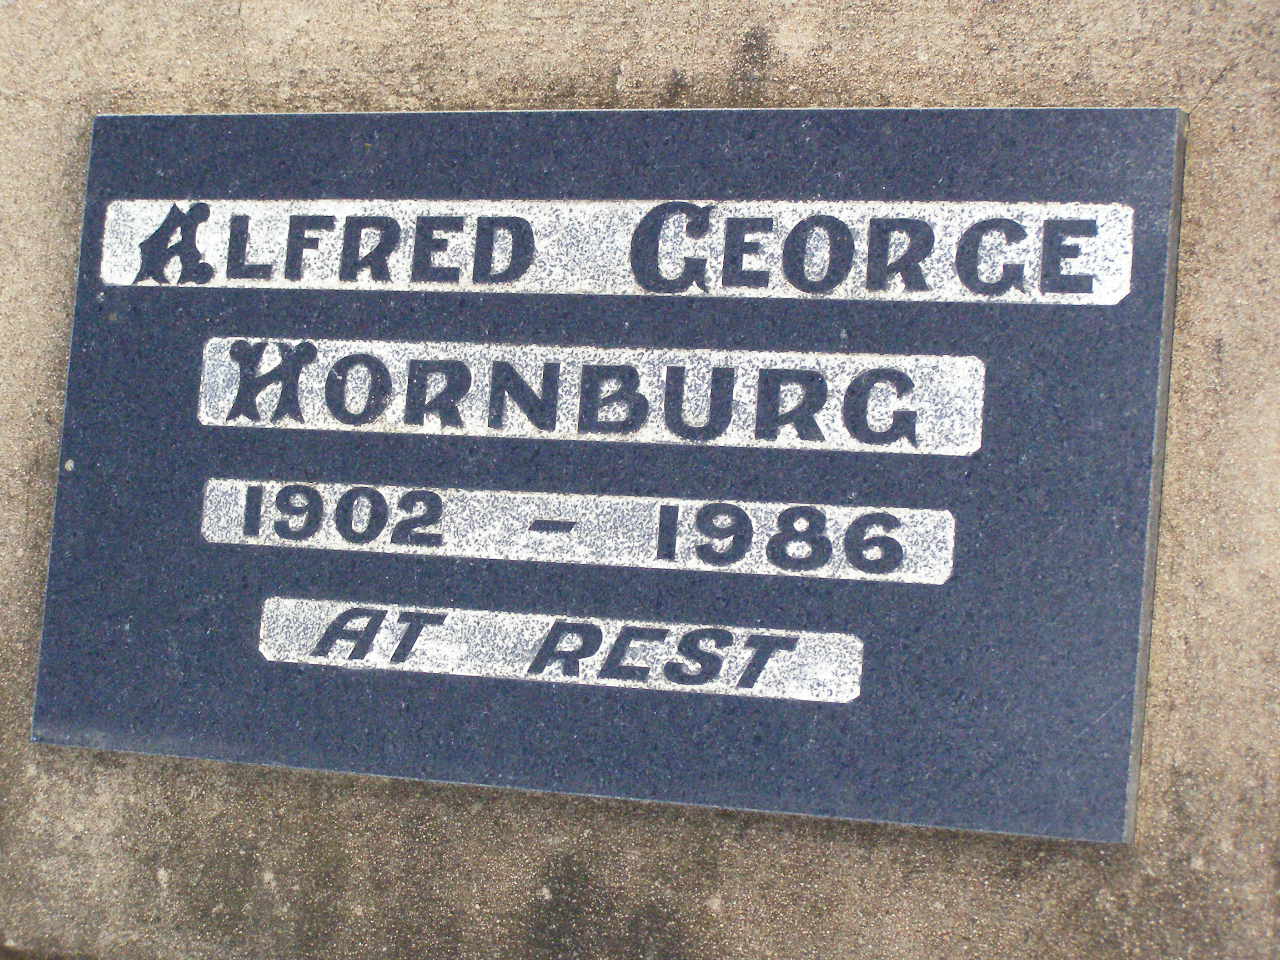 ALFRED GEORGE
HORNBURG
1902 - 1986
AT REST